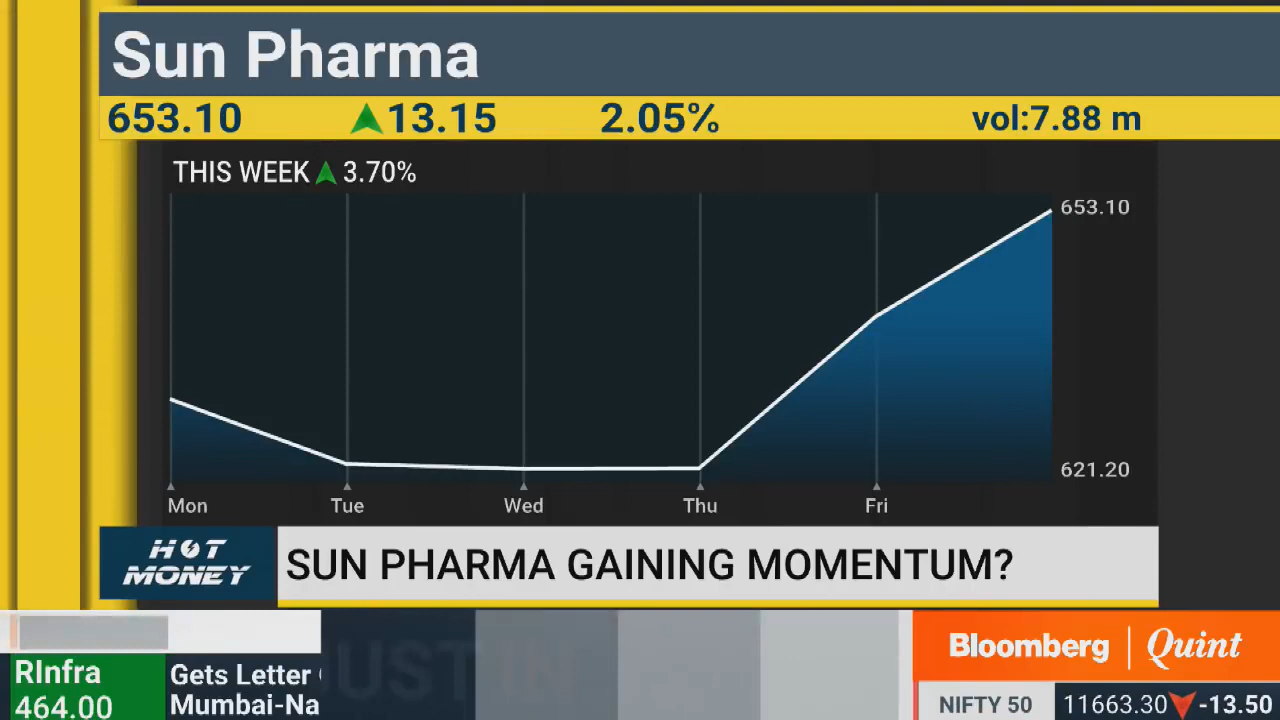 Sun Pharma
653.10 13.15 2.05% vol:7.88 m
THIS WEEK 3.70%
653.10
621.20
Mon Tue Wed Thu Fri
HOT MONEY
SUN PHARMA GAINING MOMENTUM?
Bloomberg | Quint
RInfra
464.00
Gets Letter
Mumbai-Na
NIFTY 50 11663.30 -13.50